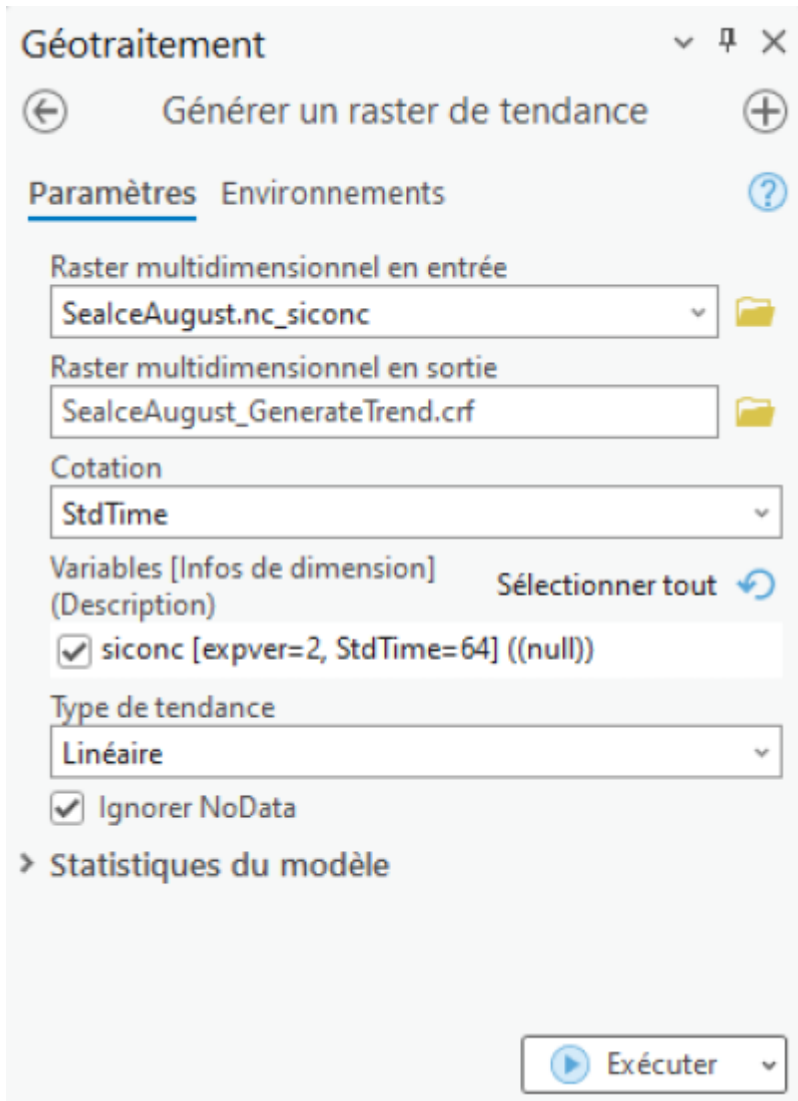 Géotraitement
Générer un raster de tendance
Paramètres Environnements
Raster multidimensionnel en entrée
SeaIceAugust.nc_siconc
Raster multidimensionnel en sortie
SeaIceAugust_GenerateTrend.crf
Cotation
StdTime
Variables [Infos de dimension] (Description) Sélectionner tout
siconc [expver=2, StdTime=64] ((null))
Type de tendance
Linéaire
Ignorer NoData
Statistiques du modèle
Exécuter